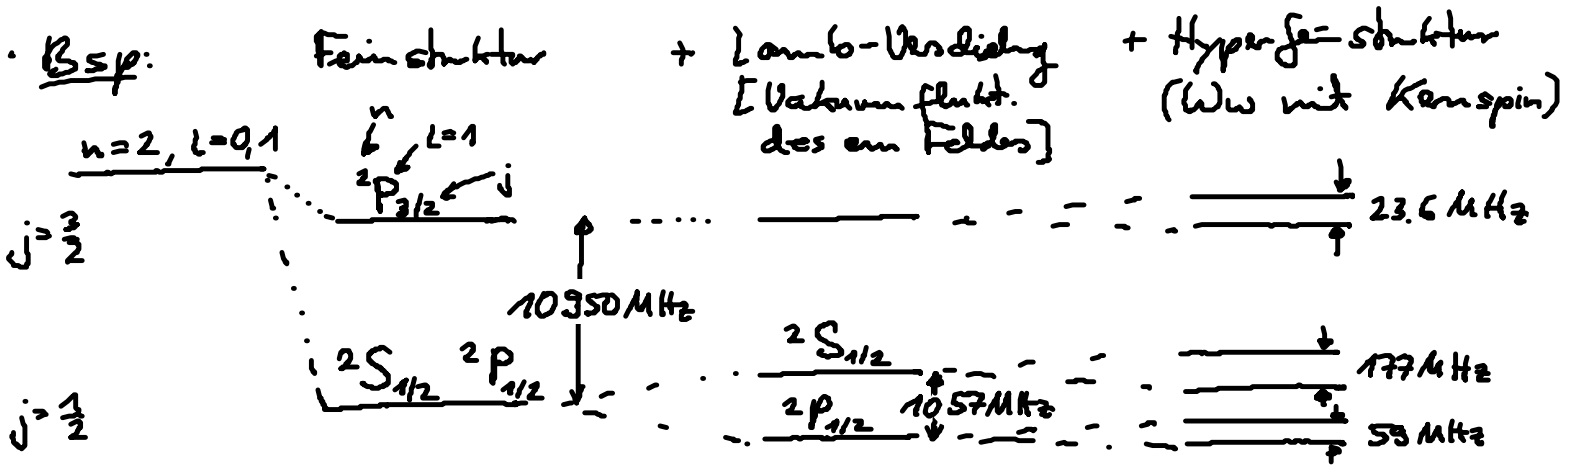 · Bsp: Feinstruktur + Lamb-Verschiebung + Hyperfeinstruktur
[Vakuumflukt. (Ww mit Kernspin)
des em Feldes]
n=2, l=0,1
n
l=1
²P₃/₂
j
j=3/2
23.6 MHz
10950 MHz
²S₁/₂ ²P₁/₂
²S₁/₂
177 MHz
j=1/2
²P₁/₂
1057 MHz
59 MHz